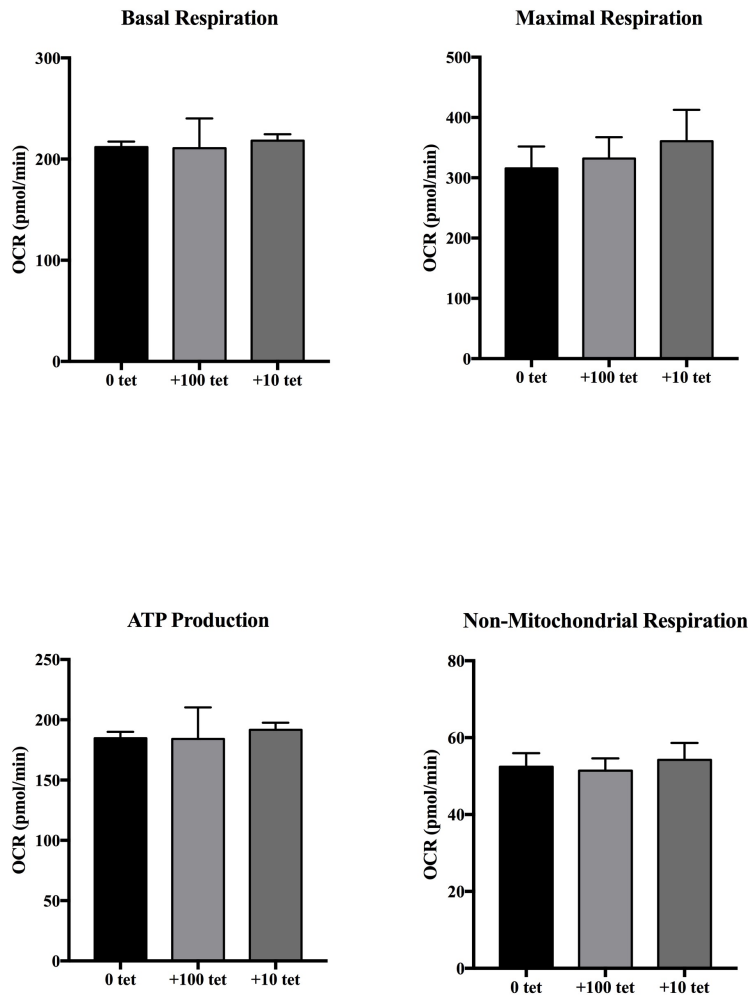 Basal Respiration
OCR (pmol/min)
300
200
100
0
0 tet +100 tet +10 tet
Maximal Respiration
OCR (pmol/min)
500
400
300
200
100
0
0 tet +100 tet +10 tet
ATP Production
OCR (pmol/min)
250
200
150
100
50
0
0 tet +100 tet +10 tet
Non-Mitochondrial Respiration
OCR (pmol/min)
80
60
40
20
0
0 tet +100 tet +10 tet